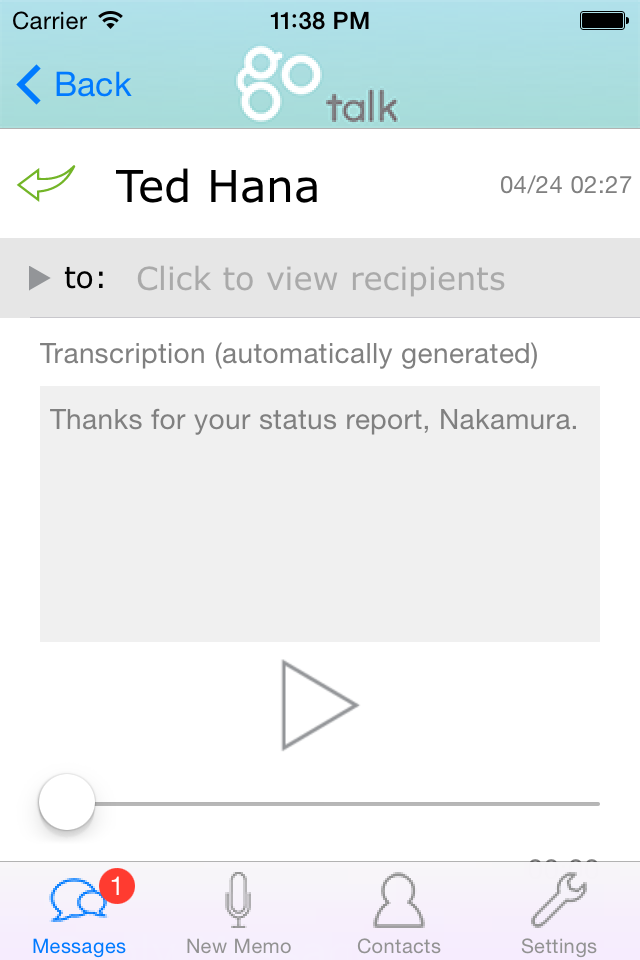 Carrier 11:38 PM
Back go talk
Ted Hana 04/24 02:27
to: Click to view recipients
Transcription (automatically generated)
Thanks for your status report, Nakamura.
1
Messages New Memo Contacts Settings